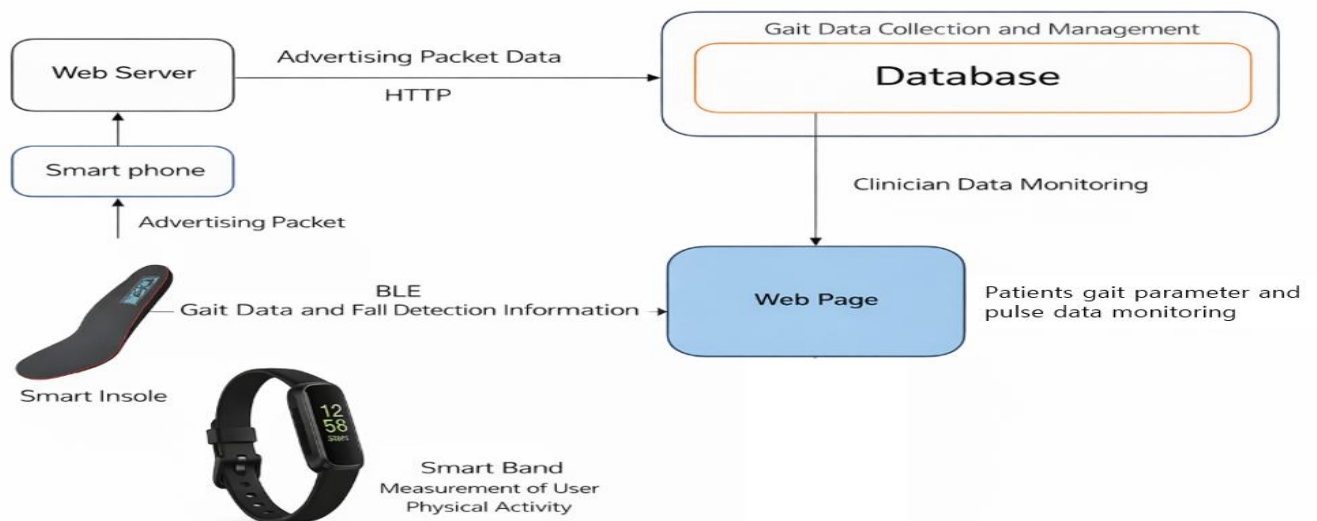 Gait Data Collection and Management
Web Server
Advertising Packet Data
HTTP
Database
Smart phone
Clinician Data Monitoring
Advertising Packet
BLE
Gait Data and Fall Detection Information
Web Page
Patients gait parameter and
pulse data monitoring
Smart Insole
12
58
Smart Band
Measurement of User
Physical Activity